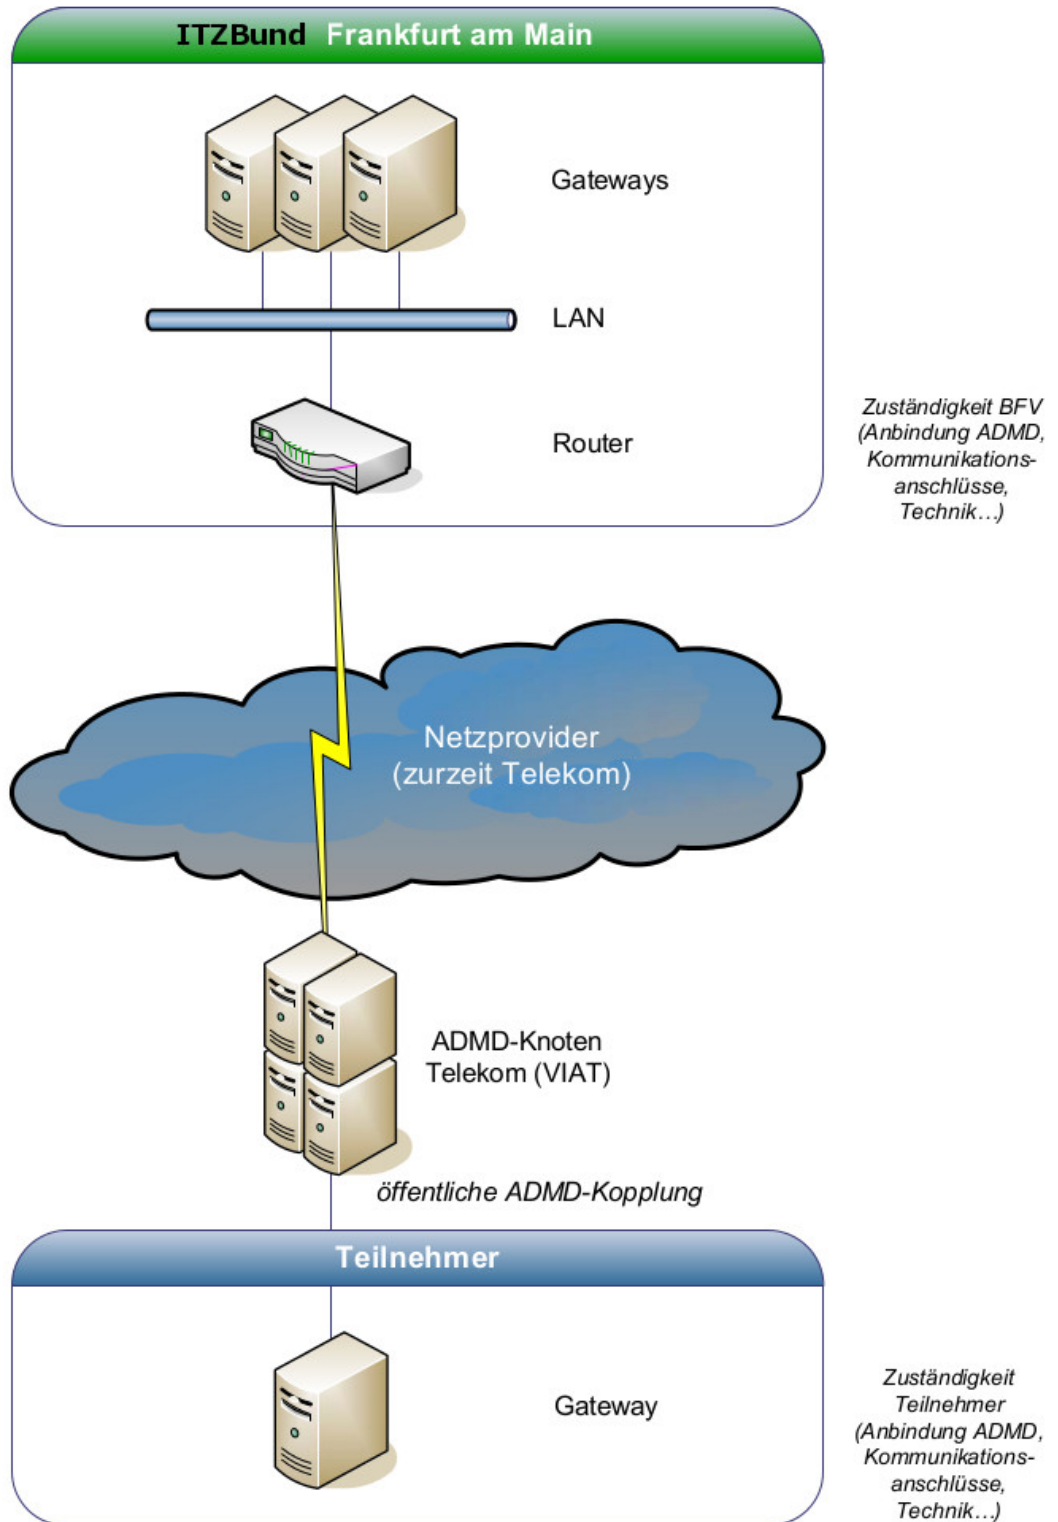 ITZBund Frankfurt am Main
Gateways
LAN
Router
Zuständigkeit BFV
(Anbindung ADMD,
Kommunikations-
anschlüsse,
Technik…)
Netzprovider
(zurzeit Telekom)
ADMD-Knoten
Telekom (VIAT)
öffentliche ADMD-Kopplung
Teilnehmer
Gateway
Zuständigkeit
Teilnehmer
(Anbindung ADMD,
Kommunikations-
anschlüsse,
Technik…)